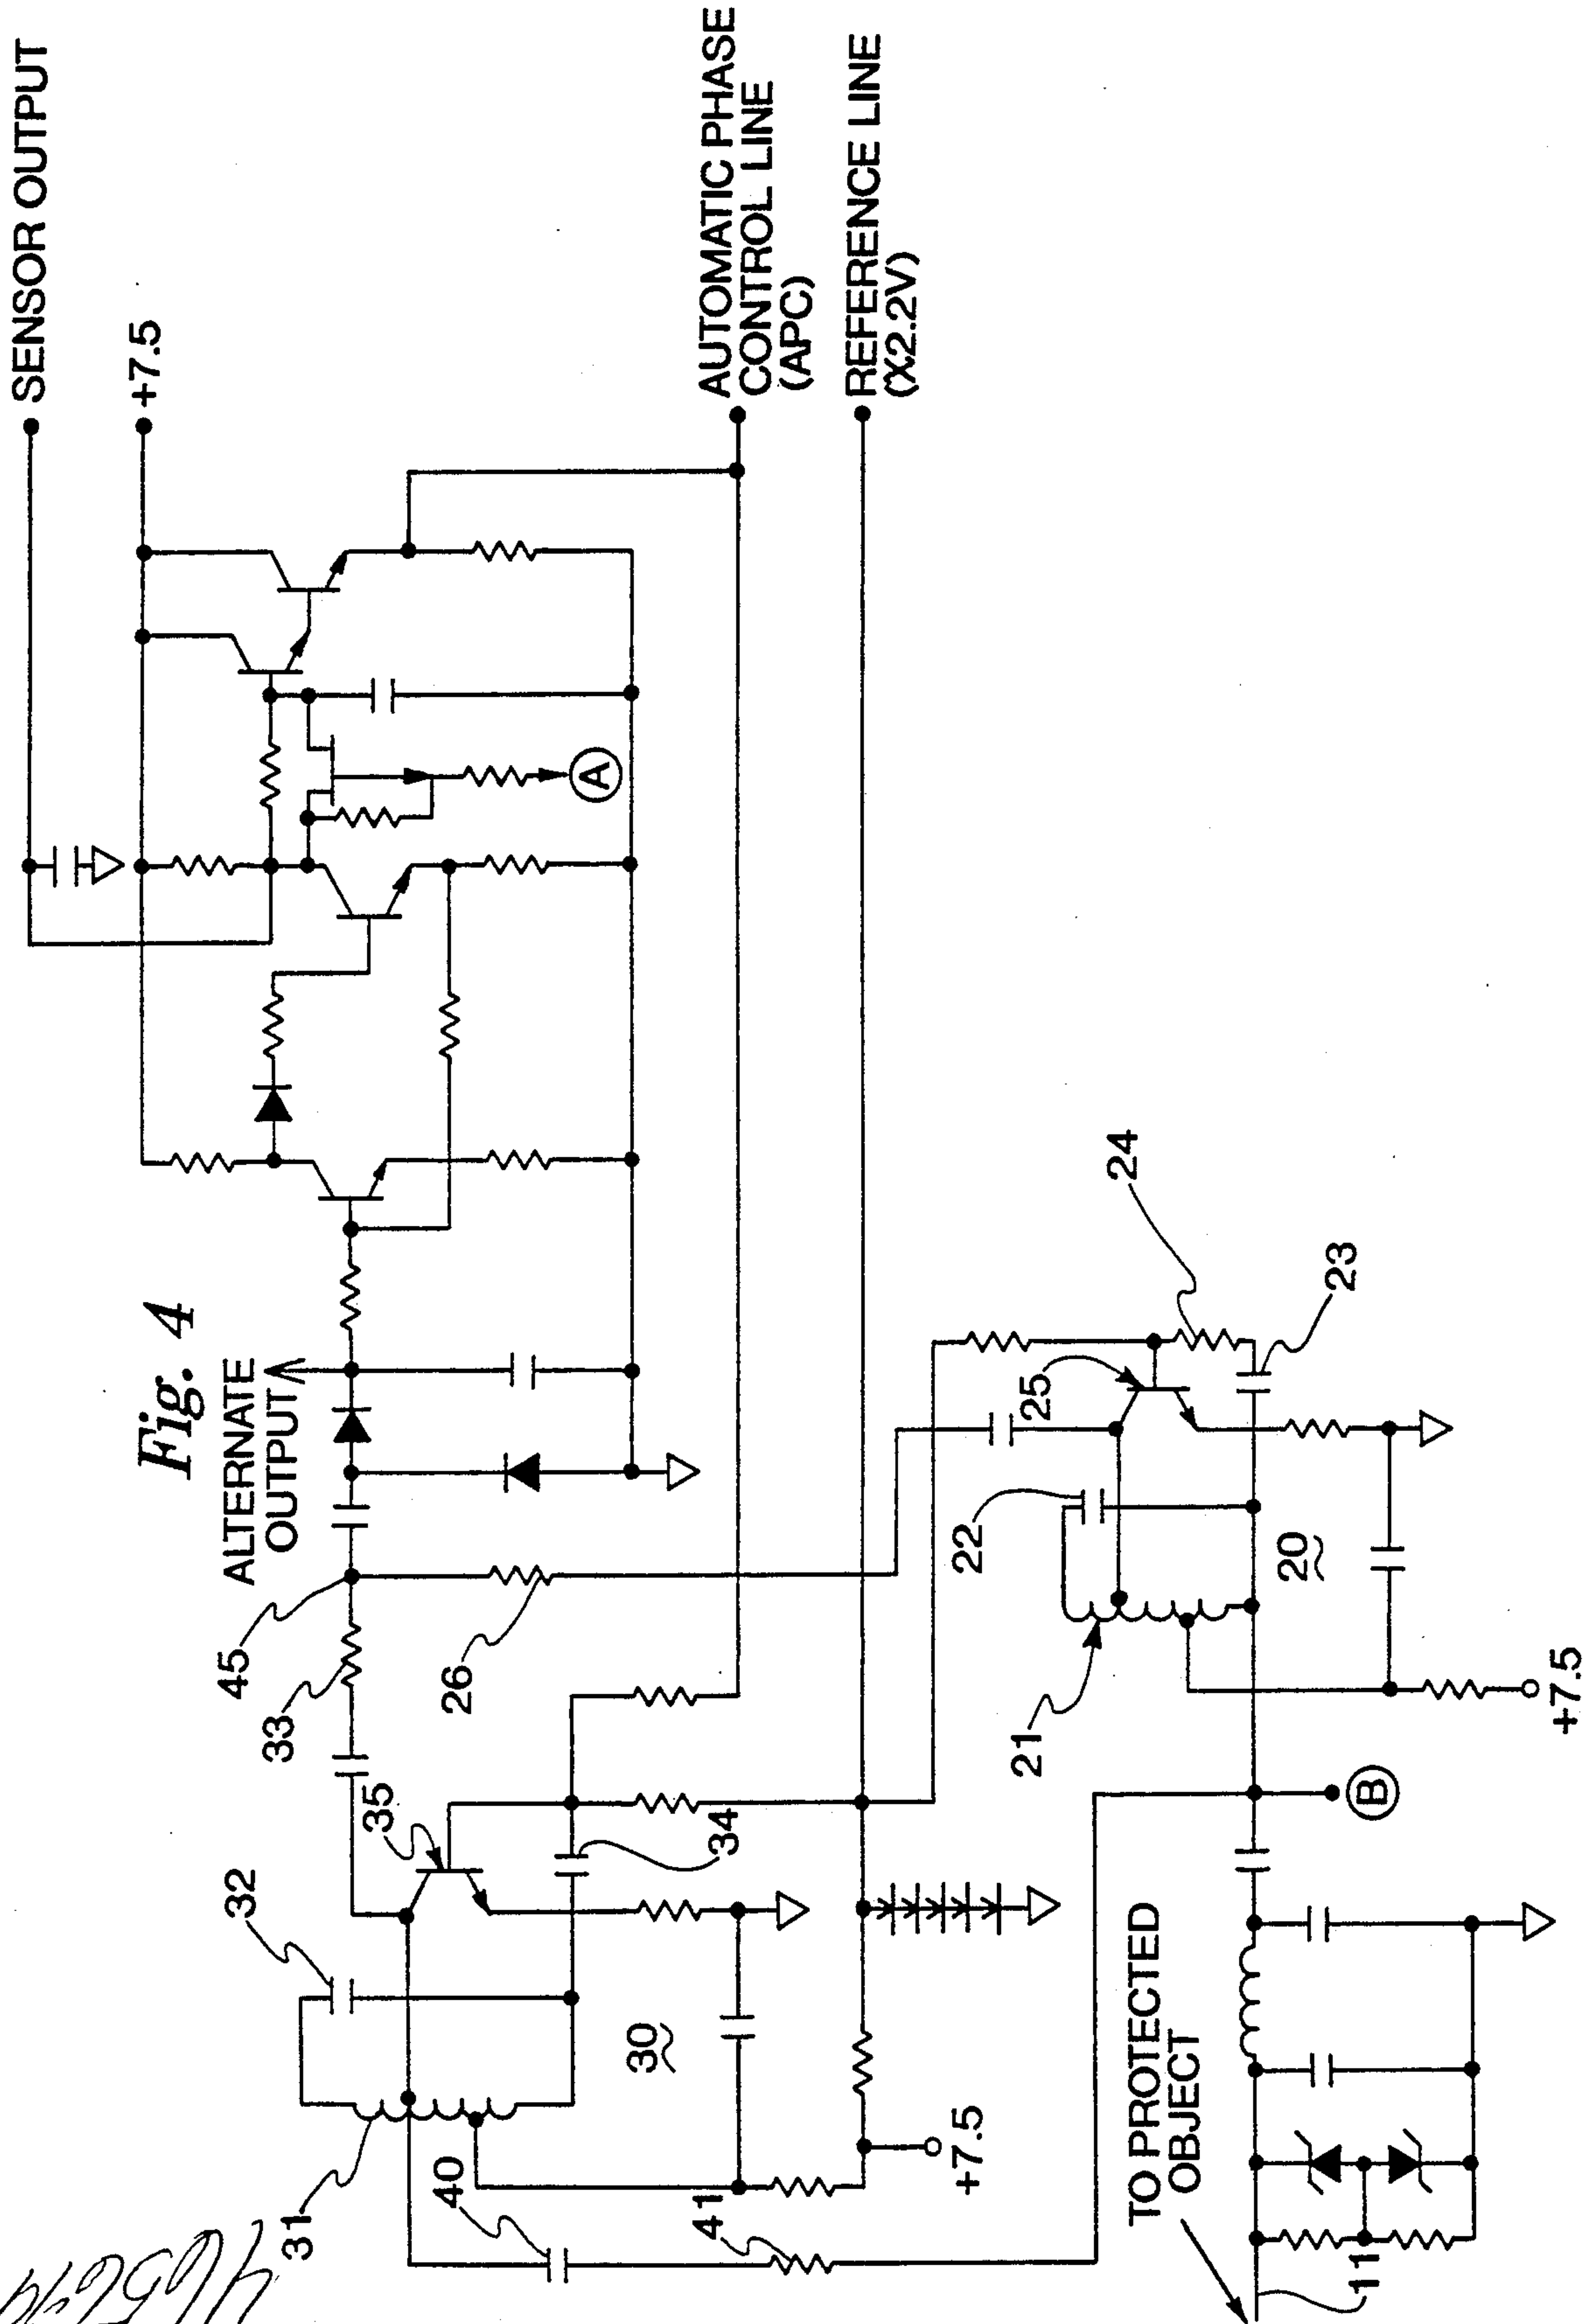 Fig. 4
SENSOR OUTPUT
+7.5
ALTERNATE
OUTPUT
A
AUTOMATIC PHASE
CONTROL LINE
(APC)
REFERENCE LINE
(X2.2V)
45
33
26
35
32
34
30
31
40
41
+7.5
24
23
25
22
20
21
+7.5
B
TO PROTECTED
OBJECT
11